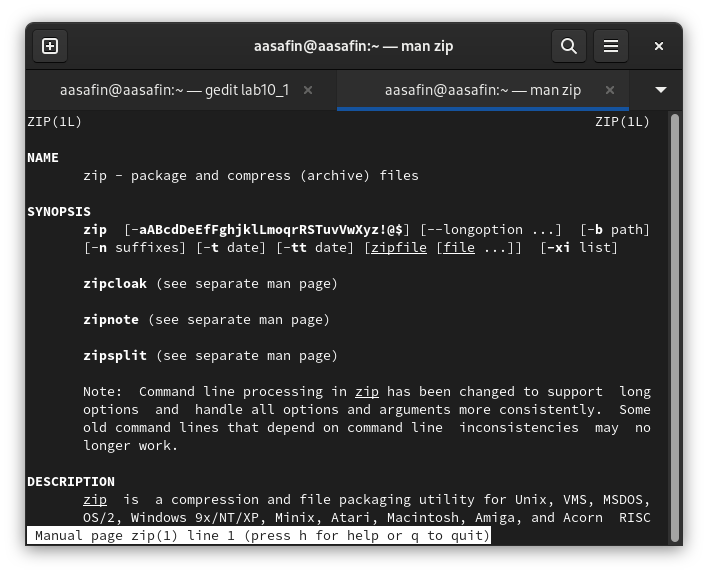 aasafin@aasafin:~ — man zip
aasafin@aasafin:~ — gedit lab10_1
aasafin@aasafin:~ — man zip
ZIP(1L) ZIP(1L)
NAME
zip - package and compress (archive) files
SYNOPSIS
zip [-aABcdDeEfFghjklLmoqrRSTuvVwXyz!@$] [--longoption ...] [-b path]
[-n suffixes] [-t date] [-tt date] [zipfile [file ...]] [-xi list]
zipcloak (see separate man page)
zipnote (see separate man page)
zipsplit (see separate man page)
Note: Command line processing in zip has been changed to support long
options and handle all options and arguments more consistently. Some
old command lines that depend on command line inconsistencies may no
longer work.
DESCRIPTION
zip is a compression and file packaging utility for Unix, VMS, MSDOS,
OS/2, Windows 9x/NT/XP, Minix, Atari, Macintosh, Amiga, and Acorn RISC
Manual page zip(1) line 1 (press h for help or q to quit)